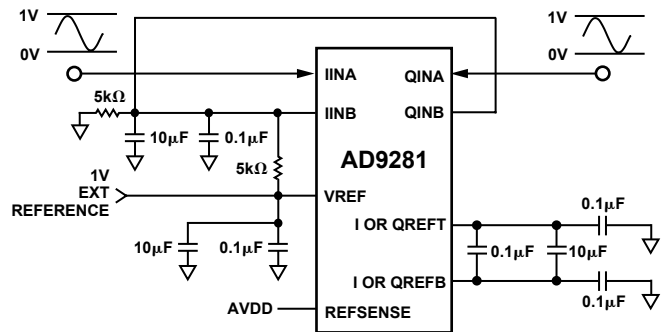 1V
0V
1V
0V
IINA
QINA
5kΩ
IINB
QINB
10µF
0.1µF
5kΩ
AD9281
1V
EXT
REFERENCE
VREF
0.1µF
I OR QREFT
10µF
0.1µF
0.1µF
10µF
I OR QREFB
0.1µF
AVDD
REFSENSE